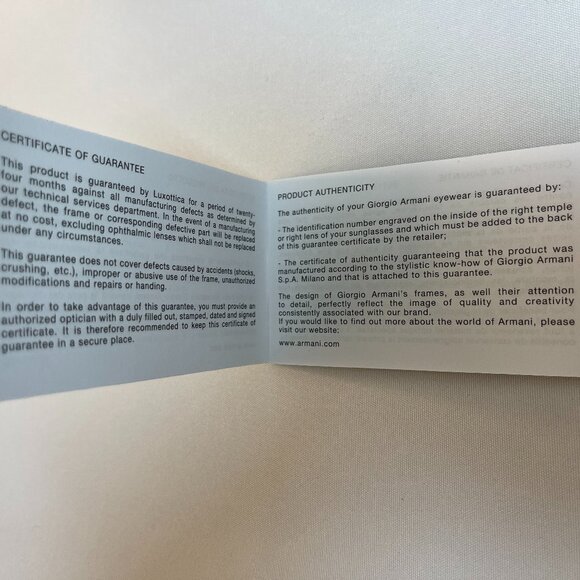 CERTIFICATE OF GUARANTEE
This product is guaranteed by Luxottica for a period of twenty-
four months against all manufacturing defects as determined by
our technical services department. In the event of a manufacturing
defect, the frame or corresponding defective part will be replaced
at no cost, excluding ophthalmic lenses which shall not be replaced
under any circumstances.
This guarantee does not cover defects caused by accidents (shocks,
crushing, etc.), improper or abusive use of the frame, unauthorized
modifications and repairs or handing.
In order to take advantage of this guarantee, you must provide an
authorized optician with a duly filled out, stamped, dated and signed
certificate. It is therefore recommended to keep this certificate of
guarantee in a secure place.
PRODUCT AUTHENTICITY
The authenticity of your Giorgio Armani eyewear is guaranteed by:
- The identification number engraved on the inside of the right temple
or right lens of your sunglasses and which must be added to the back
of this guarantee certificate by the retailer;
- The certificate of authenticity guaranteeing that the product was
manufactured according to the stylistic know-how of Giorgio Armani
S.p.A. Milano and that is attached to this guarantee.
The design of Giorgio Armani's frames, as well their attention
to detail, perfectly reflect the image of quality and creativity
consistently associated with our brand.
If you would like to find out more about the world of Armani, please
visit our website:
www.armani.com